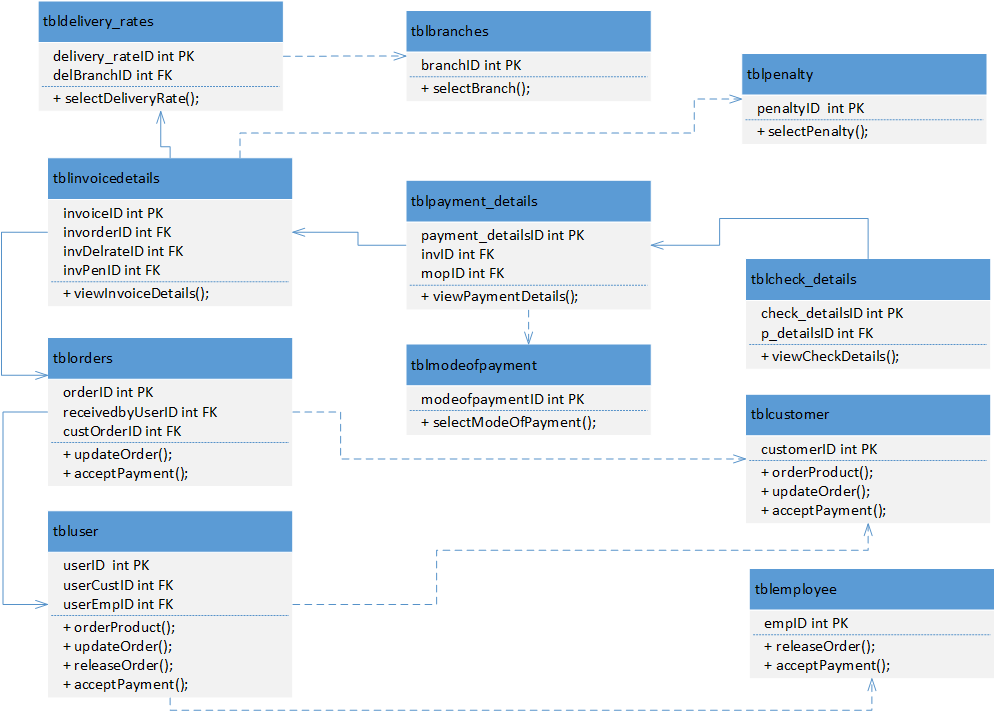 tbldelivery_rates
delivery_rateID int PK
delBranchID int FK
+ selectDeliveryRate();
tblbranches
branchID int PK
+ selectBranch();
tblpenalty
penaltyID int PK
+ selectPenalty();
tblinvoicedetails
invoiceID int PK
invorderID int FK
invDelrateID int FK
invPenID int FK
+ viewInvoiceDetails();
tblpayment_details
payment_detailsID int PK
invID int FK
mopID int FK
+ viewPaymentDetails();
tblcheck_details
check_detailsID int PK
p_detailsID int FK
+ viewCheckDetails();
tblorders
orderID int PK
receivedbyUserID int FK
custOrderID int FK
+ updateOrder();
+ acceptPayment();
tblmodeofpayment
modeofpaymentID int PK
+ selectModeOfPayment();
tblcustomer
customerID int PK
+ orderProduct();
+ updateOrder();
+ acceptPayment();
tbluser
userID int PK
userCustID int FK
userEmpID int FK
+ orderProduct();
+ updateOrder();
+ releaseOrder();
+ acceptPayment();
tblemployee
empID int PK
+ releaseOrder();
+ acceptPayment();